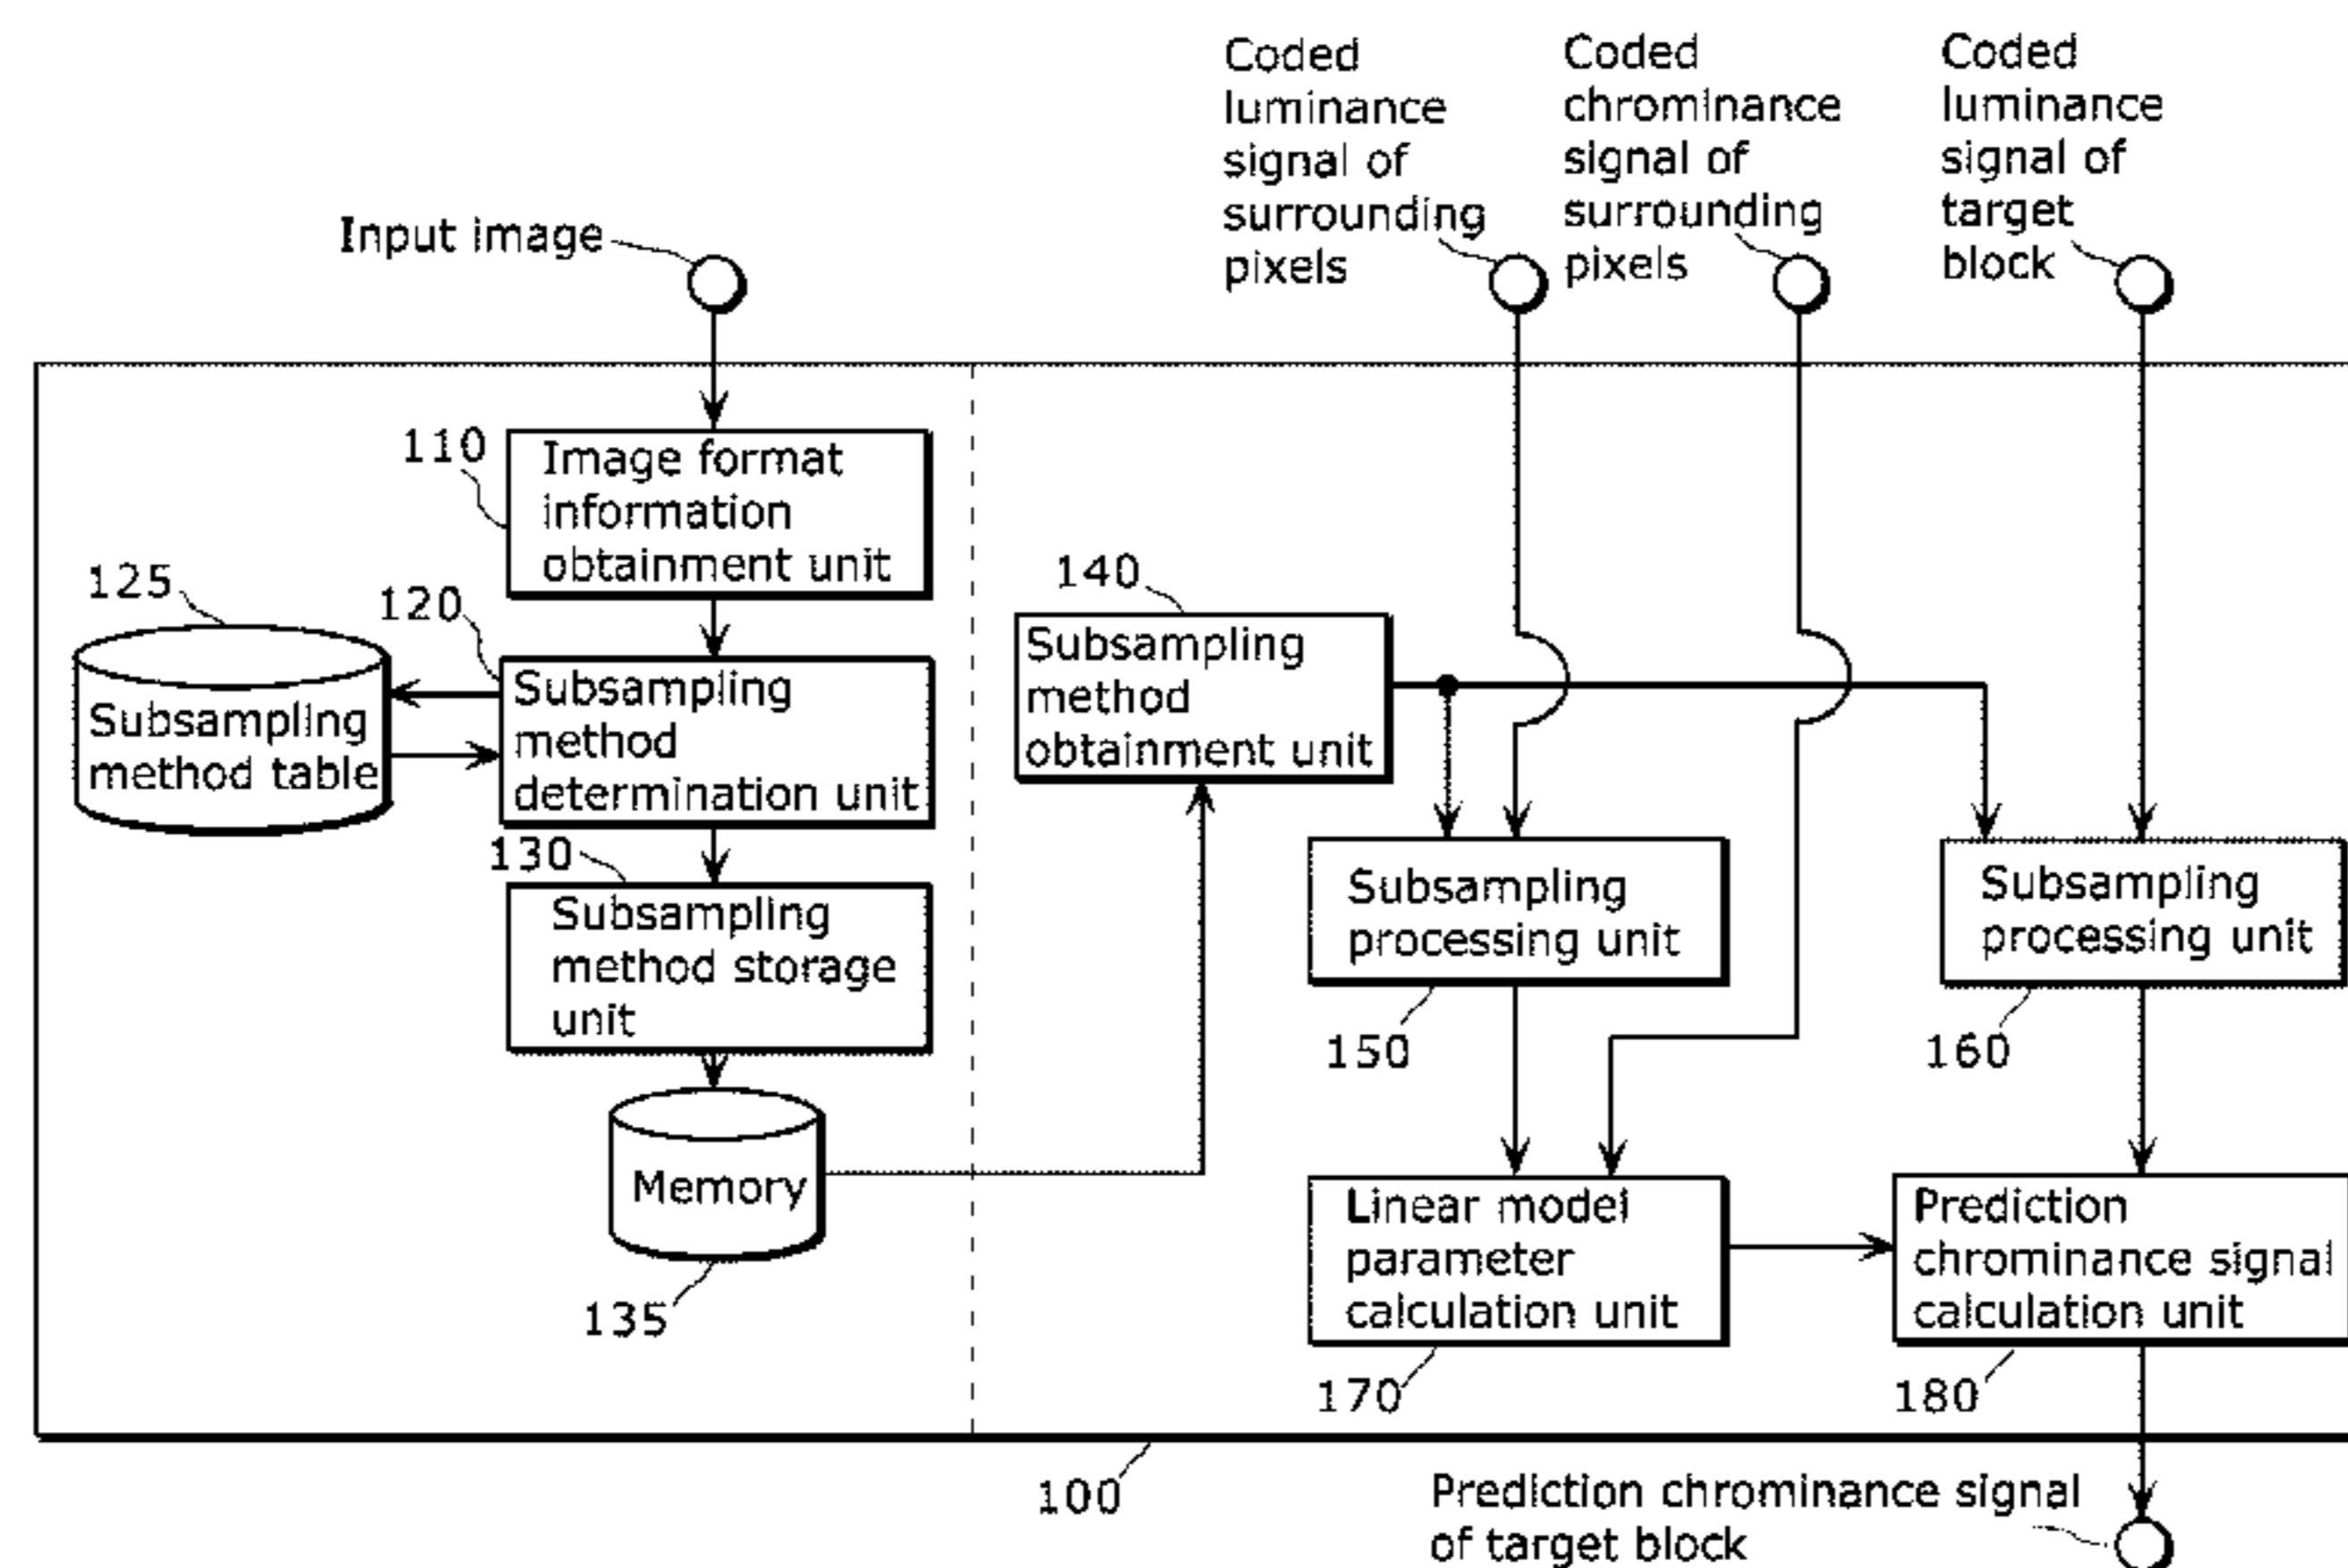 Coded
luminance
signal of
surrounding
pixels
Coded
chrominance
signal of
surrounding
pixels
Coded
luminance
signal of
target
block
Input image
110
Image format
information
obtainment unit
125
Subsampling
method table
120
Subsampling
method
determination unit
130
Subsampling
method storage
unit
Memory
135
140
Subsampling
method
obtainment unit
Subsampling
processing unit
150
Subsampling
processing unit
160
Linear model
parameter
calculation unit
170
Prediction
chrominance signal
calculation unit
180
100
Prediction chrominance signal
of target block